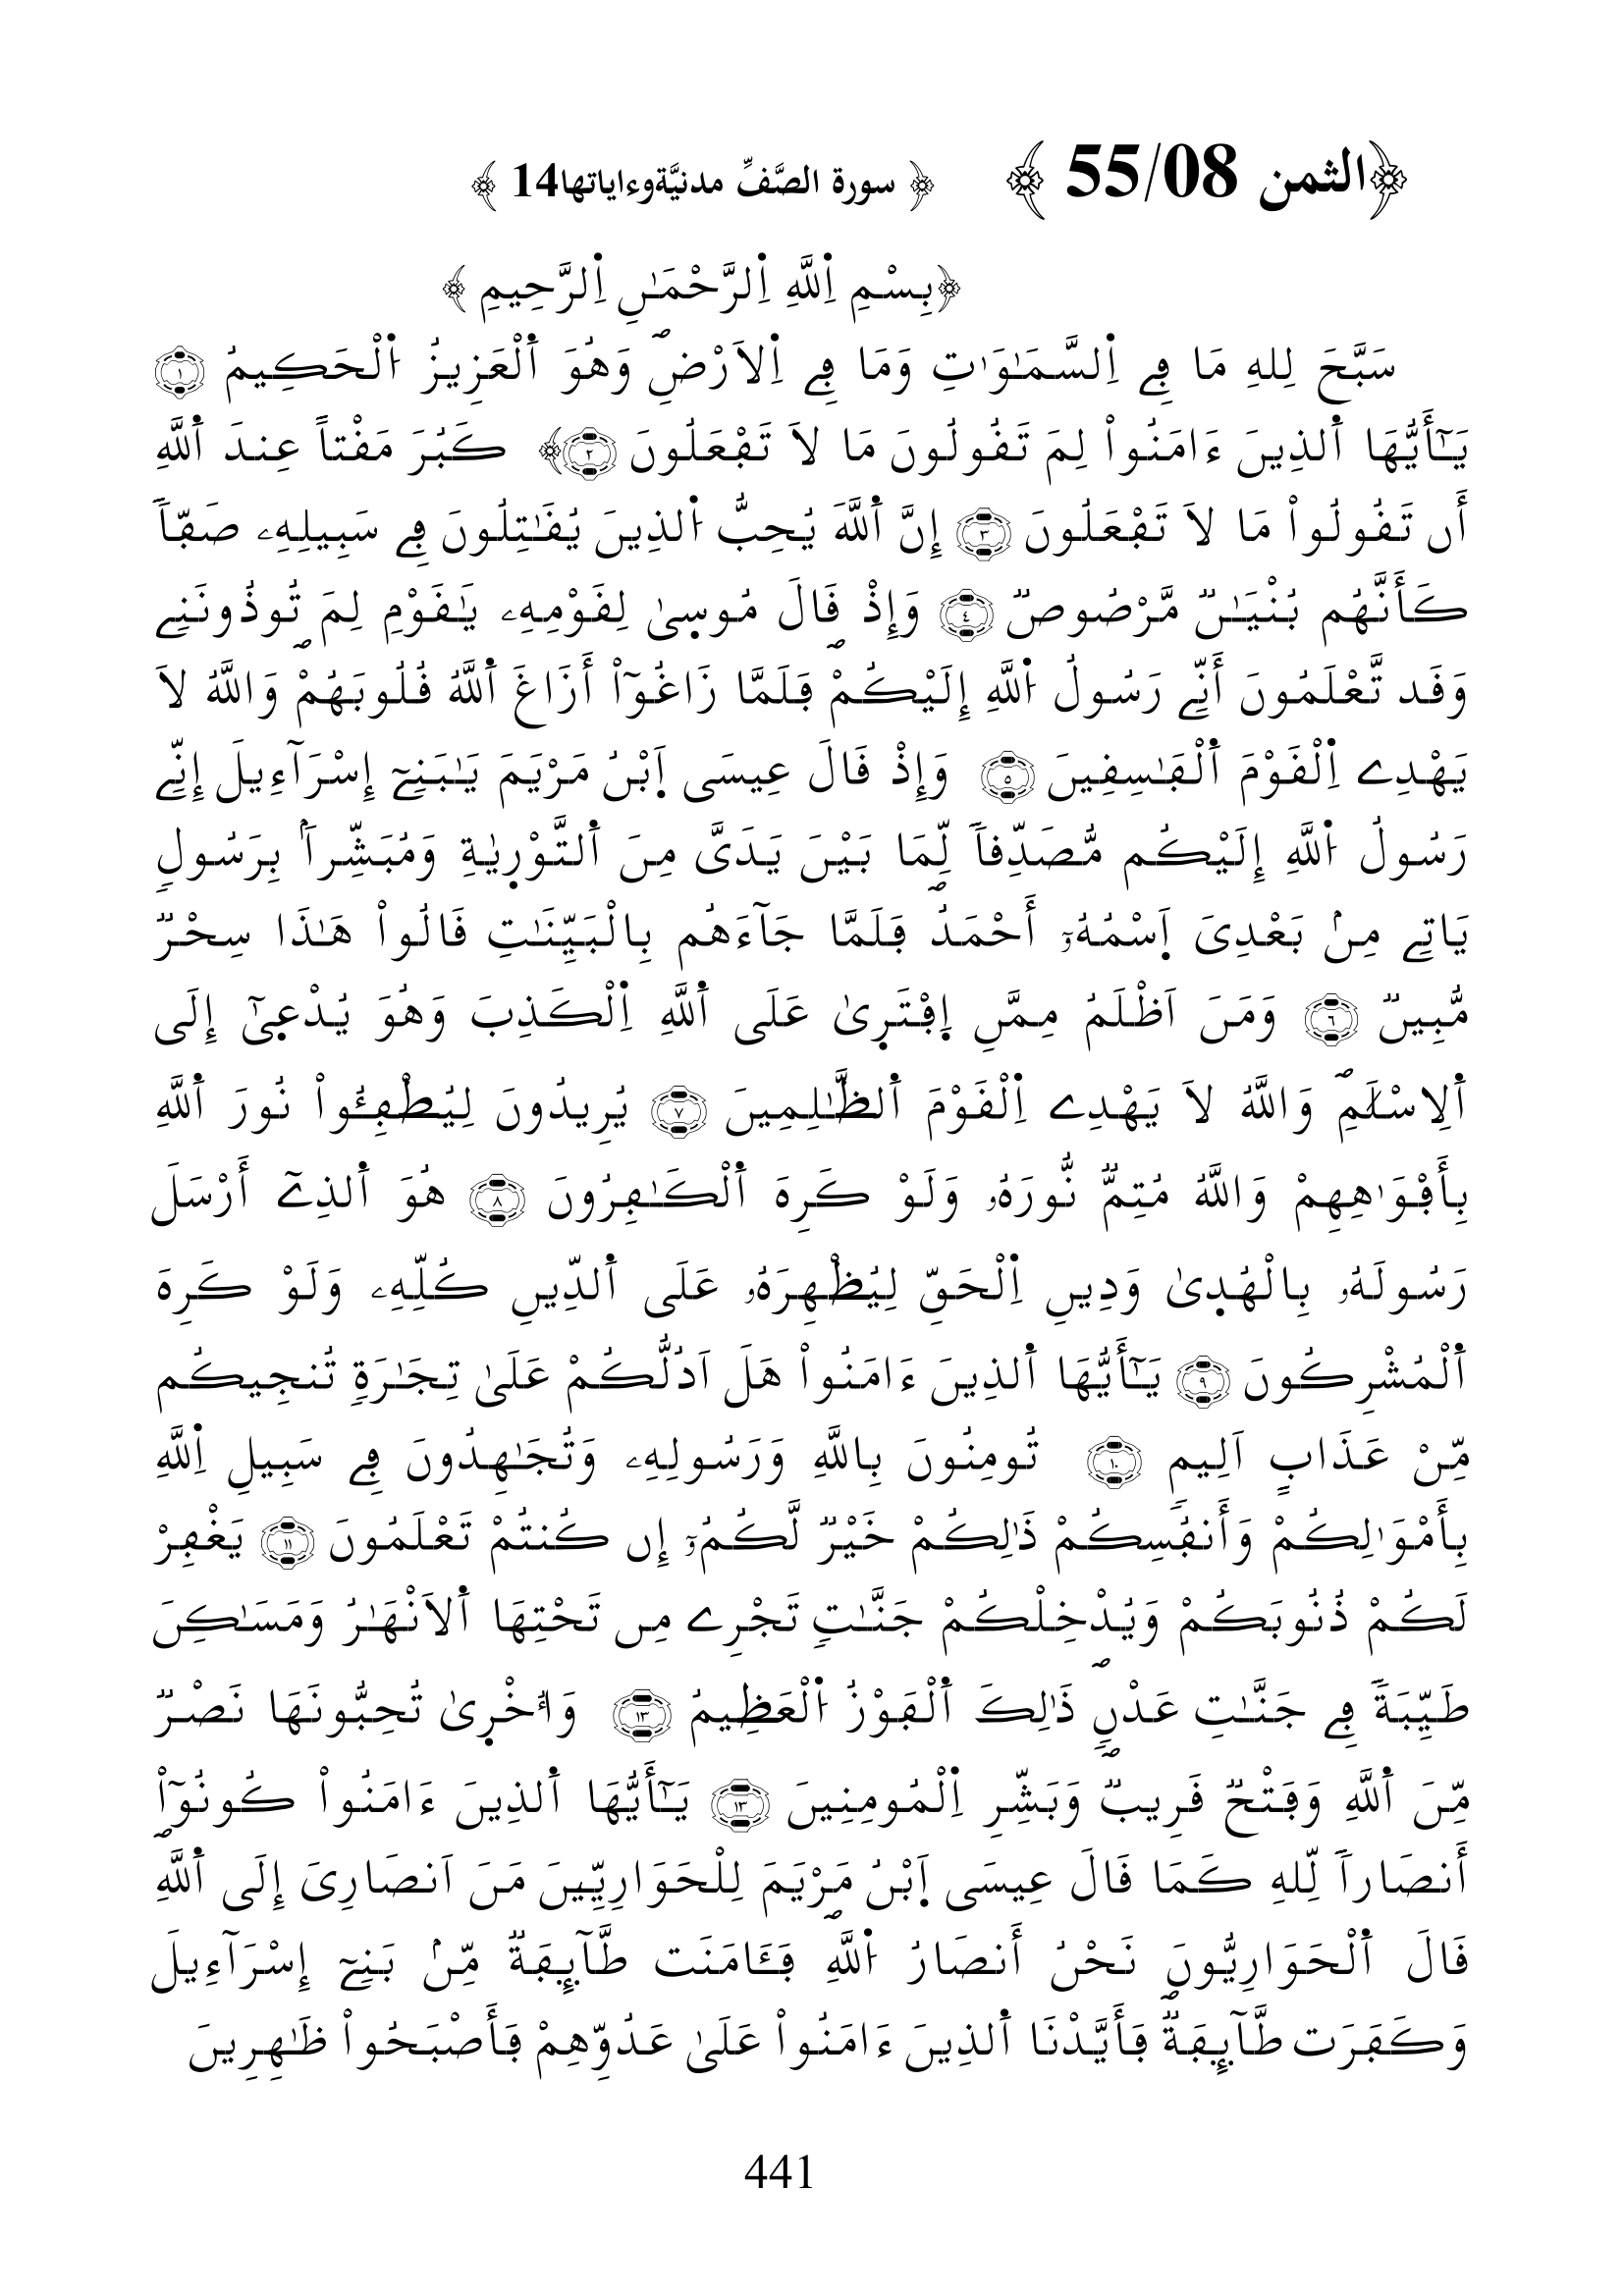 ﴿الثمن 55/08 ﴾ ﴿ سورة الصَّفِّ مدنيَّةوءاياتها14 ﴾
﴿بِسْمِ اِ۬للَّهِ اِ۬لرَّحْمَٰنِ اِ۬لرَّحِيمِ ﴾
سَبَّحَ لِلهِ مَا فِے اِ۬لسَّمَٰوَٰتِ وَمَا فِے اِ۬لَارْضِۖ وَهُوَ اَ۬لْعَزِيزُ اُ۬لْحَكِيمُ ١
يَٰٓأَيُّهَا اَ۬لذِينَ ءَامَنُواْ لِمَ تَقُولُونَ مَا لَا تَفْعَلُونَ ٢﴾ كَبُرَ مَقْتاً عِندَ اَ۬للَّهِ
أَن تَقُولُواْ مَا لَا تَفْعَلُونَ ٣ إِنَّ اَ۬للَّهَ يُحِبُّ اُ۬لذِينَ يُقَٰتِلُونَ فِے سَبِيلِهِۦ صَفّاً
كَأَنَّهُم بُنْيَٰنٌ مَّرْصُوصٌ ٤ وَإِذْ قَالَ مُوس۪يٰ لِقَوْمِهِۦ يَٰقَوْمِ لِمَ تُوذُونَنِے
وَقَد تَّعْلَمُونَ أَنِّے رَسُولُ اُ۬للَّهِ إِلَيْكُمْۖ فَلَمَّا زَاغُوٓاْ أَزَاغَ اَ۬للَّهُ قُلُوبَهُمْۖ وَاللَّهُ لَا
يَهْدِے اِ۬لْقَوْمَ اَ۬لْفَٰسِقِينَ ٥ وَإِذْ قَالَ عِيسَى اَ۪بْنُ مَرْيَمَ يَٰبَنِےٓ إِسْرَآءِيلَ إِنِّے
رَسُولُ اُ۬للَّهِ إِلَيْكُم مُّصَدِّقاً لِّمَا بَيْنَ يَدَىَّ مِنَ اَ۬لتَّوْر۪يٰةِ وَمُبَشِّراَۢ بِرَسُولٍ
يَاتِے مِنۢ بَعْدِىَ اَ۪سْمُهُۥٓ أَحْمَدُۖ فَلَمَّا جَآءَهُم بِالْبَيِّنَٰتِ قَالُواْ هَٰذَا سِحْرٌ
مُّبِينٌ ٦ وَمَنَ اَظْلَمُ مِمَّنِ اِ۪فْتَر۪يٰ عَلَى اَ۬للَّهِ اِ۬لْكَذِبَ وَهُوَ يُدْع۪يٰٓ إِلَى
اَ۬لِاسْلَٰمِۖ وَاللَّهُ لَا يَهْدِے اِ۬لْقَوْمَ اَ۬لظَّٰلِمِينَ ٧ يُرِيدُونَ لِيُطْفِـُٔواْ نُورَ اَ۬للَّهِ
بِأَفْوَٰهِهِمْ وَاللَّهُ مُتِمٌّ نُّورَهُۥ وَلَوْ كَرِهَ اَ۬لْكَٰفِرُونَ ٨ هُوَ اَ۬لذِےٓ أَرْسَلَ
رَسُولَهُۥ بِالْهُد۪يٰ وَدِينِ اِ۬لْحَقِّ لِيُظْهِرَهُۥ عَلَى اَ۬لدِّينِ كُلِّهِۦ وَلَوْ كَرِهَ
اَ۬لْمُشْرِكُونَ ٩ يَٰٓأَيُّهَا اَ۬لذِينَ ءَامَنُواْ هَلَ اَدُلُّكُمْ عَلَىٰ تِجَٰرَةٍ تُنجِيكُم
مِّنْ عَذَابٍ اَلِيمٍ ١٠ تُومِنُونَ بِاللَّهِ وَرَسُولِهِۦ وَتُجَٰهِدُونَ فِے سَبِيلِ اِ۬للَّهِ
بِأَمْوَٰلِكُمْ وَأَنفُسِكُمْۖ ذَٰلِكُمْ خَيْرٌ لَّكُمُۥٓ إِن كُنتُمْ تَعْلَمُونَ ١١ يَغْفِرْ
لَكُمْ ذُنُوبَكُمْ وَيُدْخِلْكُمْ جَنَّٰتٍ تَجْرِے مِن تَحْتِهَا اَ۬لَانْهَٰرُ وَمَسَٰكِنَ
طَيِّبَةً فِے جَنَّٰتِ عَدْنٍۖ ذَٰلِكَ اَ۬لْفَوْزُ اُ۬لْعَظِيمُ ١٣ وَأُخْر۪يٰ تُحِبُّونَهَا نَصْرٌ
مِّنَ اَ۬للَّهِ وَفَتْحٌ قَرِيبٌۖ وَبَشِّرِ اِ۬لْمُومِنِينَ ١٣ يَٰٓأَيُّهَا اَ۬لذِينَ ءَامَنُواْ كُونُوٓاْ
أَنصَاراً لِّلهِۖ كَمَا قَالَ عِيسَى اَ۪بْنُ مَرْيَمَ لِلْحَوَارِيِّينَ مَنَ اَنصَارِىَ إِلَى اَ۬للَّهِ
قَالَ اَ۬لْحَوَارِيُّونَ نَحْنُ أَنصَارُ اُ۬للَّهِۖ فَـَٔامَنَت طَّآئِفَةٌ مِّنۢ بَنِےٓ إِسْرَآءِيلَ
وَكَفَرَت طَّآئِفَةٌۖ فَأَيَّدْنَا اَ۬لذِينَ ءَامَنُواْ عَلَىٰ عَدُوِّهِمْ فَأَصْبَحُواْ ظَٰهِرِينَ
441